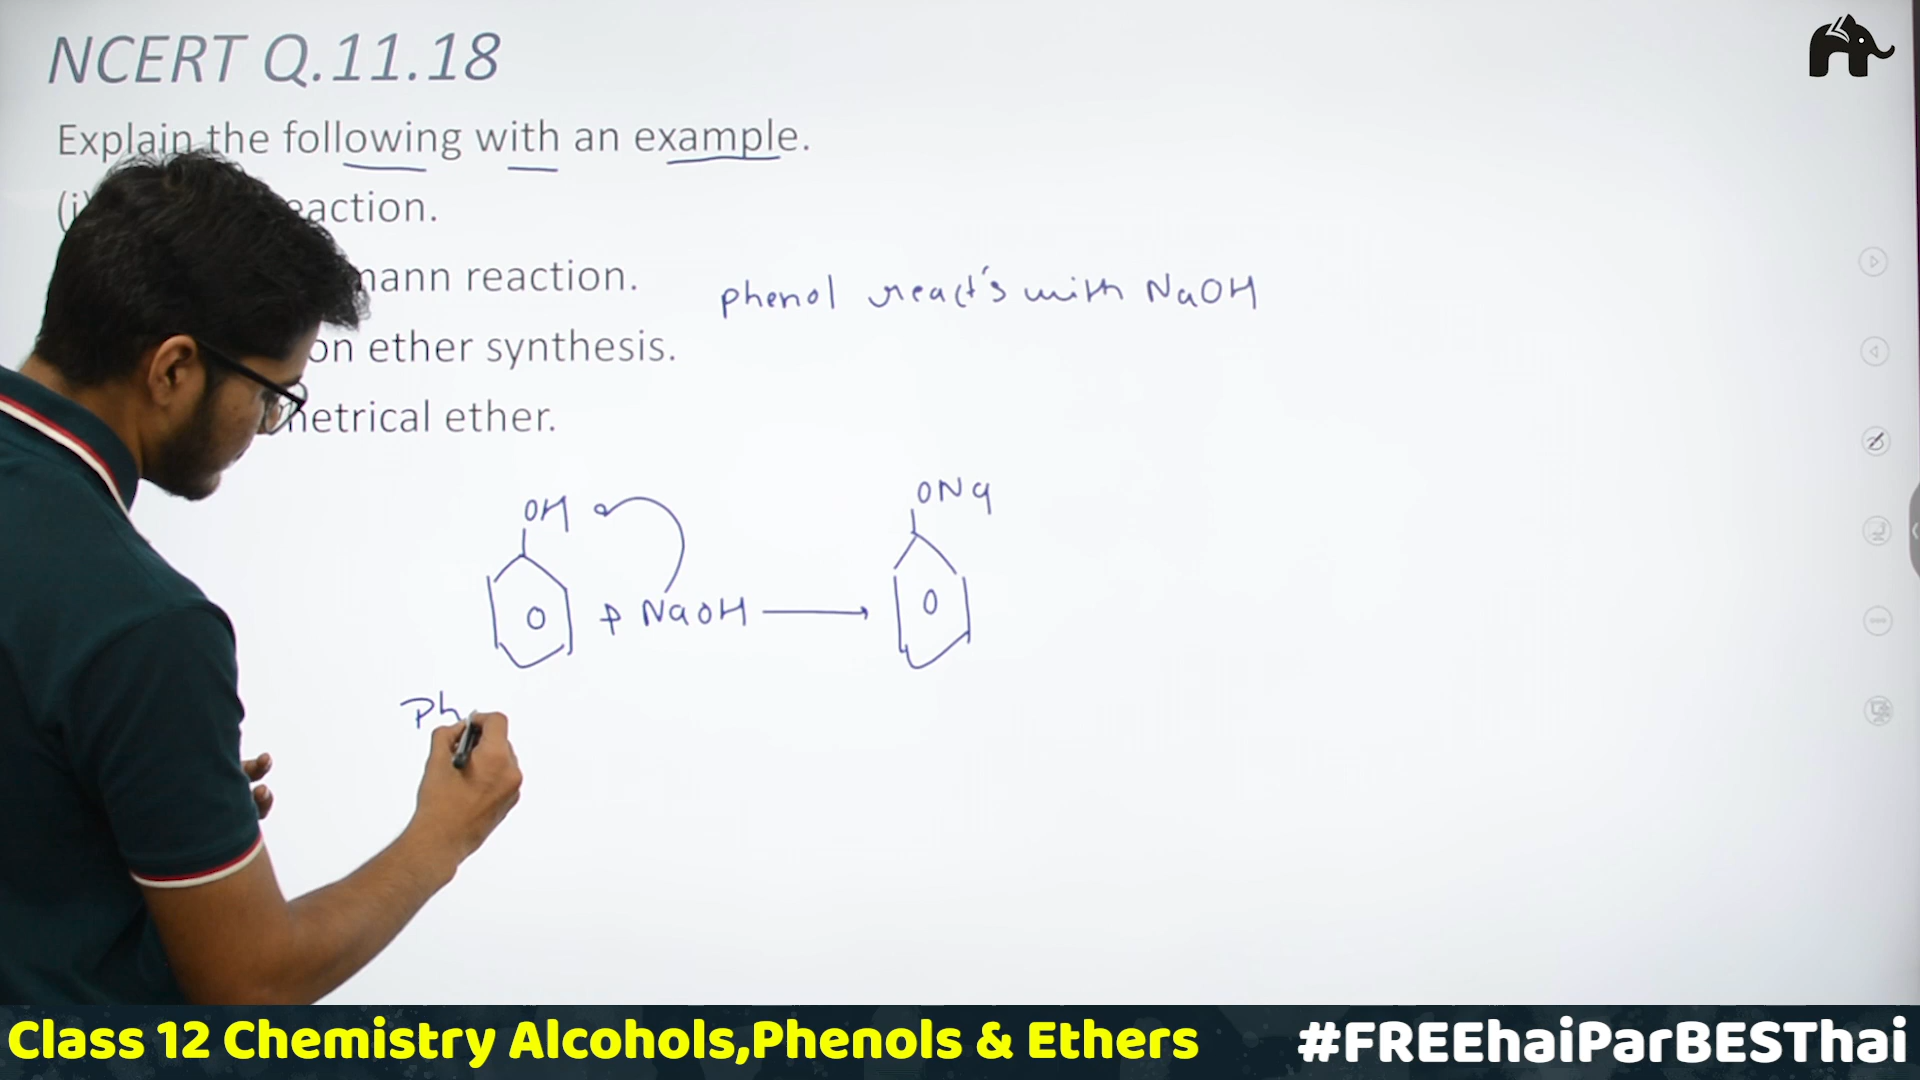 NCERT Q.11.18
Explain the following with an example.
(i) eaction.
mann reaction.
on ether synthesis.
metrical ether.
phenol react's with NaOH
OH
ONa
+ NaOH
Ph
Class 12 Chemistry Alcohols,Phenols & Ethers
#FREEhaiParBESThai